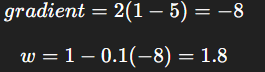 gradient = 2(1 − 5) = −8
w = 1 − 0.1(−8) = 1.8